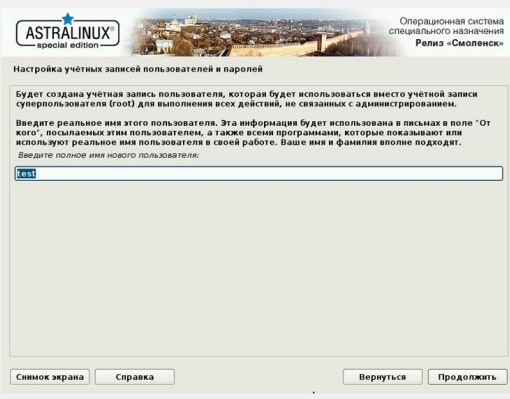 ASTRALINUX®
special edition
Операционная система
специального назначения
Релиз «Смоленск»
Настройка учётных записей пользователей и паролей
Будет создана учётная запись пользователя, которая будет использоваться вместо учётной записи
суперпользователя (root) для выполнения всех действий, не связанных с администрированием.
Введите реальное имя этого пользователя. Эта информация будет использована в письмах в поле "От
кого", посылаемых этим пользователем, а также всеми программами, которые показывают или
используют реальное имя пользователя в своей работе. Ваше имя и фамилия вполне подходят.
Введите полное имя нового пользователя:
test
Снимок экрана
Справка
Вернуться
Продолжить